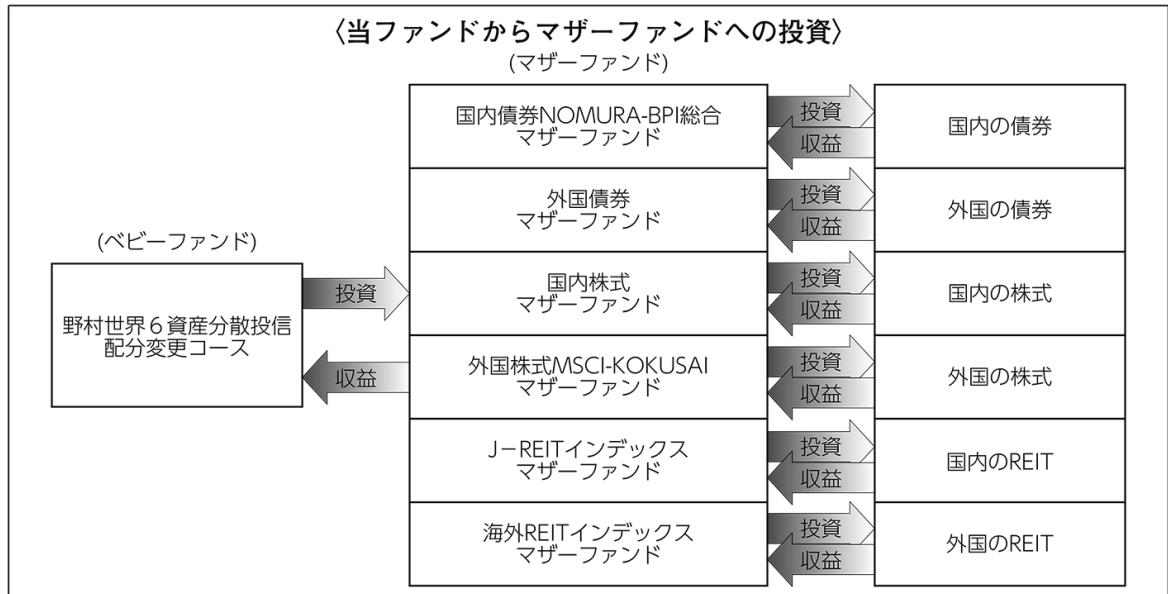 〈当ファンドからマザーファンドへの投資〉
(マザーファンド)
(ベビーファンド)
野村世界６資産分散投信
配分変更コース
投資
収益
国内債券NOMURA-BPI総合
マザーファンド
投資
収益
国内の債券
外国債券
マザーファンド
投資
収益
外国の債券
国内株式
マザーファンド
投資
収益
国内の株式
外国株式MSCI-KOKUSAI
マザーファンド
投資
収益
外国の株式
J－REITインデックス
マザーファンド
投資
収益
国内のREIT
海外REITインデックス
マザーファンド
投資
収益
外国のREIT